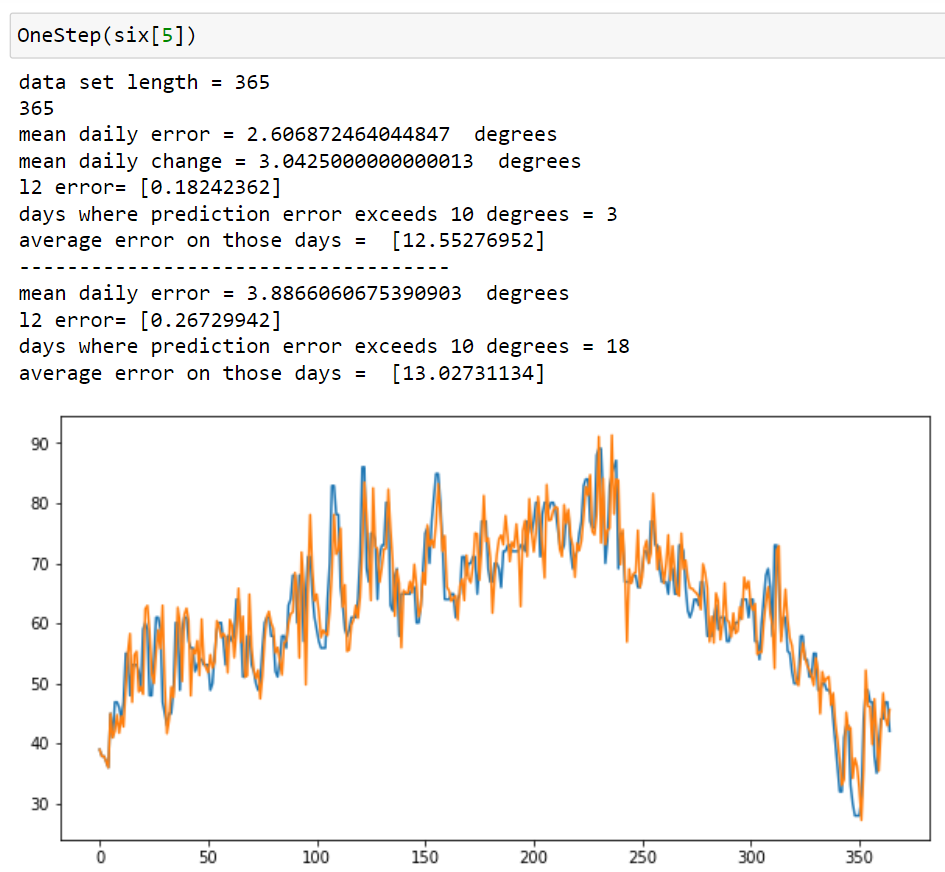 OneStep(six[5])
data set length = 365
365
mean daily error = 2.606872464044847  degrees
mean daily change = 3.0425000000000013  degrees
l2 error= [0.18242362]
days where prediction error exceeds 10 degrees = 3
average error on those days =  [12.55276952]
------------------------------------
mean daily error = 3.8866060675390903  degrees
l2 error= [0.26729942]
days where prediction error exceeds 10 degrees = 18
average error on those days =  [13.02731134]
90
80
70
60
50
40
30
0 50 100 150 200 250 300 350